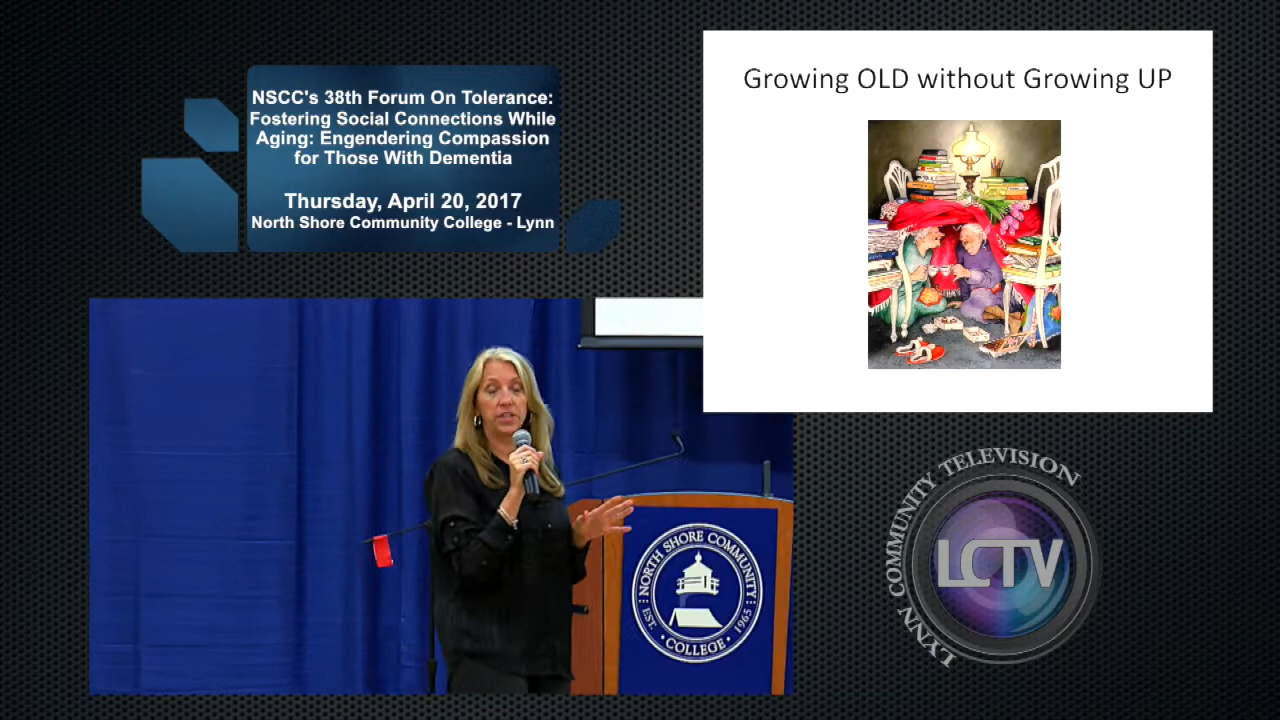 NSCC's 38th Forum On Tolerance:
Fostering Social Connections While
Aging: Engendering Compassion
for Those With Dementia
Thursday, April 20, 2017
North Shore Community College - Lynn
Growing OLD without Growing UP
NORTH SHORE COMMUNITY
EST. 1965
COLLEGE
LYNN COMMUNITY TELEVISION
LCTV